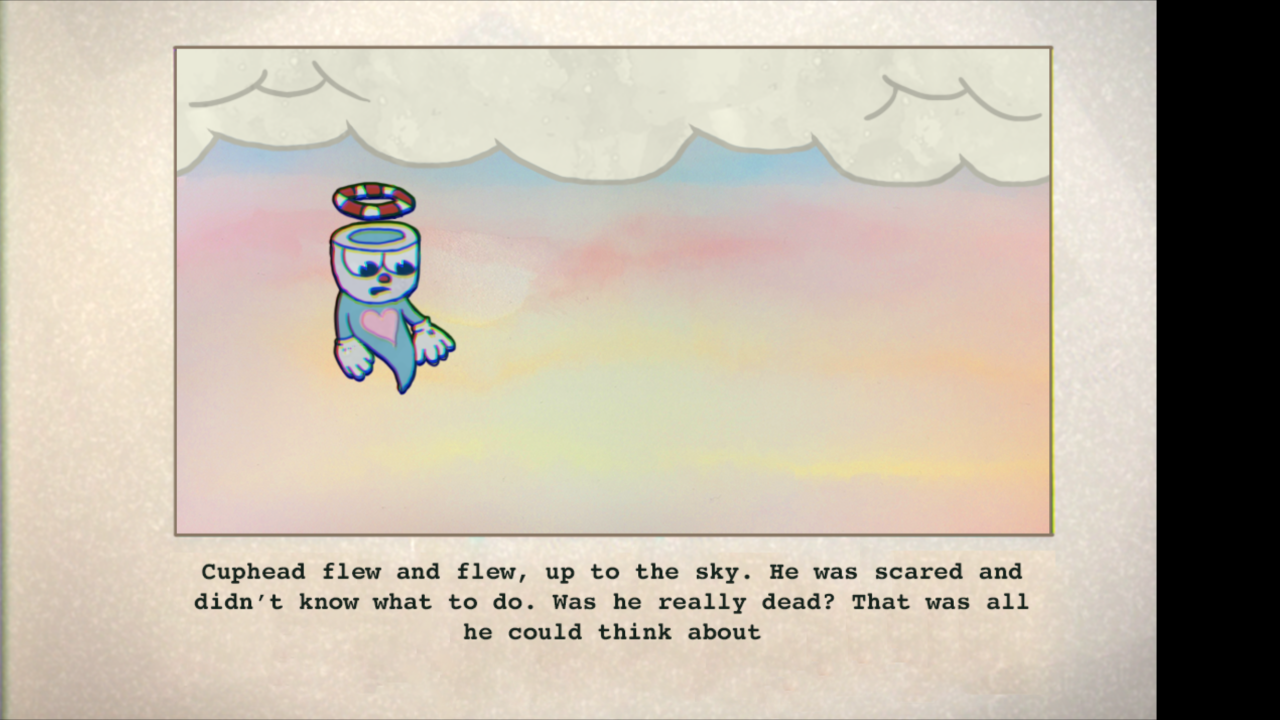 Cuphead flew and flew, up to the sky. He was scared and
didn't know what to do. Was he really dead? That was all
he could think about